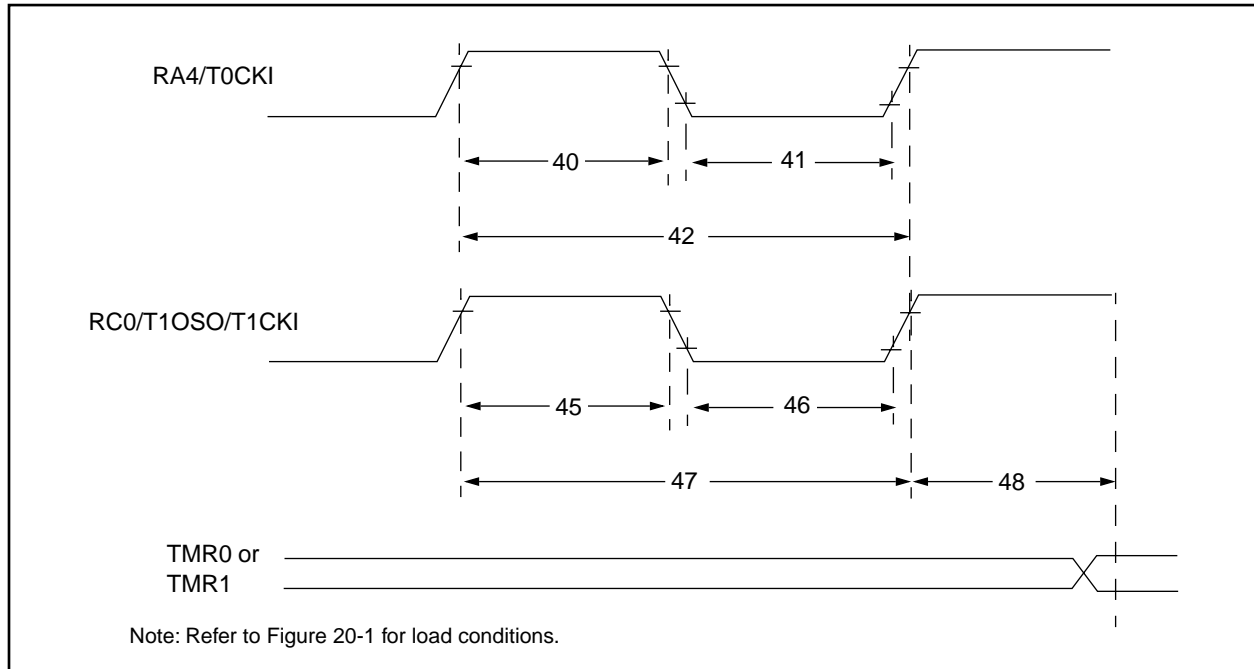 RA4/T0CKI
40
41
42
RC0/T1OSO/T1CKI
45
46
47
48
TMR0 or
TMR1
Note: Refer to Figure 20-1 for load conditions.